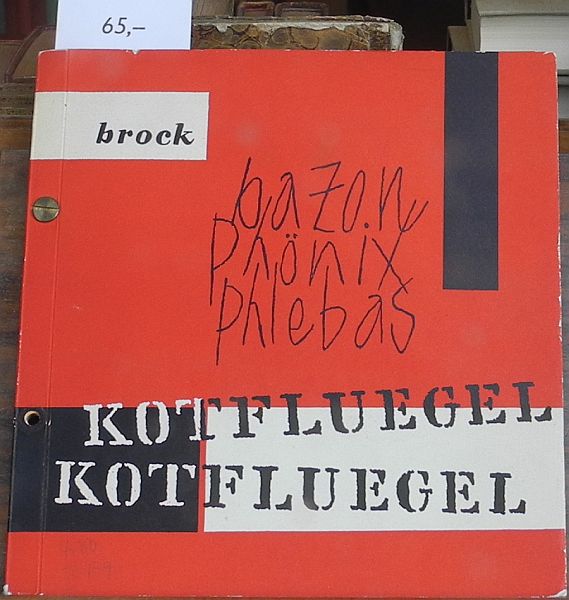 65,–
brock
bazon
Phönix
Phlebas
KOTFLUEGEL
KOTFLUEGEL